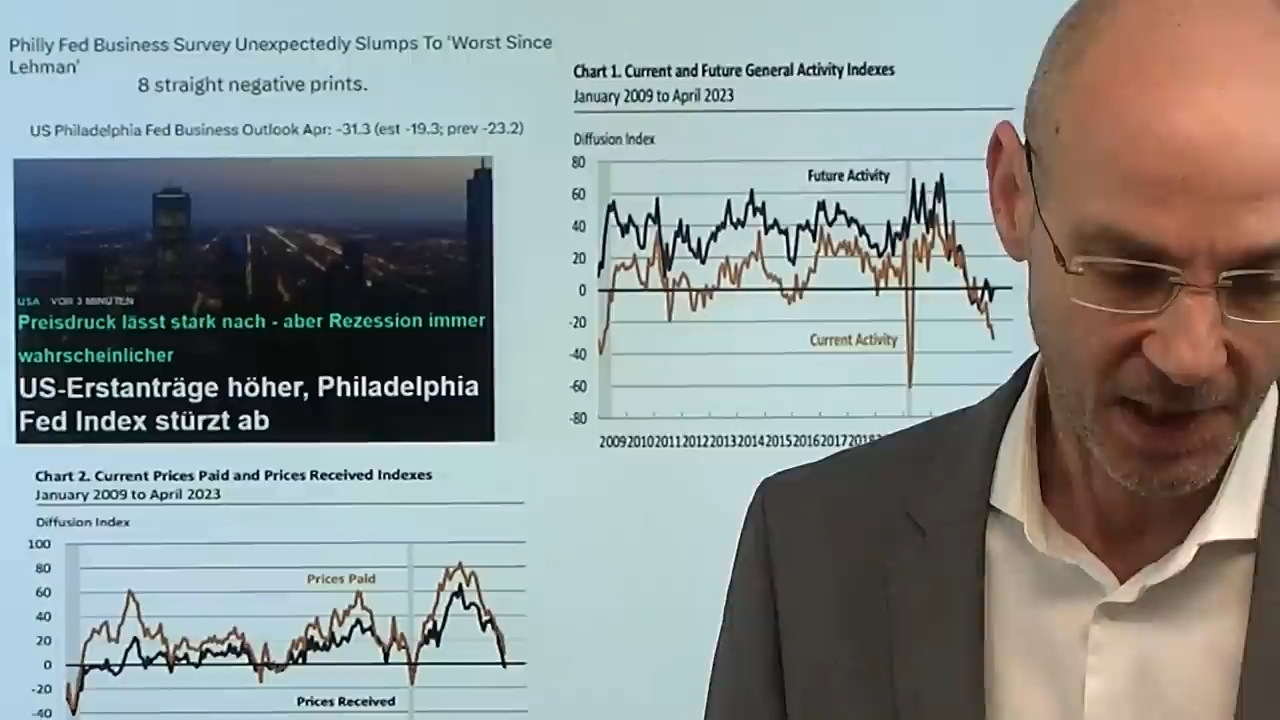 Philly Fed Business Survey Unexpectedly Slumps To 'Worst Since
Lehman'
8 straight negative prints.
US Philadelphia Fed Business Outlook Apr: -31.3 (est -19.3; prev -23.2)
USA VOR 3 MINUTEN
Preisdruck lässt stark nach - aber Rezession immer
wahrscheinlicher
US-Erstanträge höher, Philadelphia
Fed Index stürzt ab
Chart 1. Current and Future General Activity Indexes
January 2009 to April 2023
Diffusion Index
80
60
40
20
0
-20
-40
-60
-80
Future Activity
Current Activity
2009 2010 2011 2012 2013 2014 2015 2016 2017 2018
Chart 2. Current Prices Paid and Prices Received Indexes
January 2009 to April 2023
Diffusion Index
100
80
60
40
20
0
-20
-40
Prices Paid
Prices Received